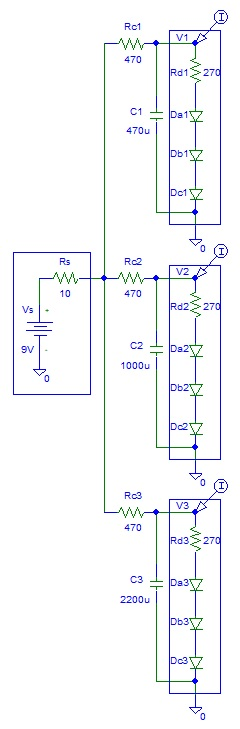 I
Rc1
V1
470
Rd1 270
C1
Da1
470u
Db1
Dc1
0
I
Rs
Rc2
V2
10
470
Rd2 270
Vs
+
C2
9V
-
Da2
1000u
0
Db2
Dc2
0
I
Rc3
V3
470
Rd3 270
C3
Da3
2200u
Db3
Dc3
0